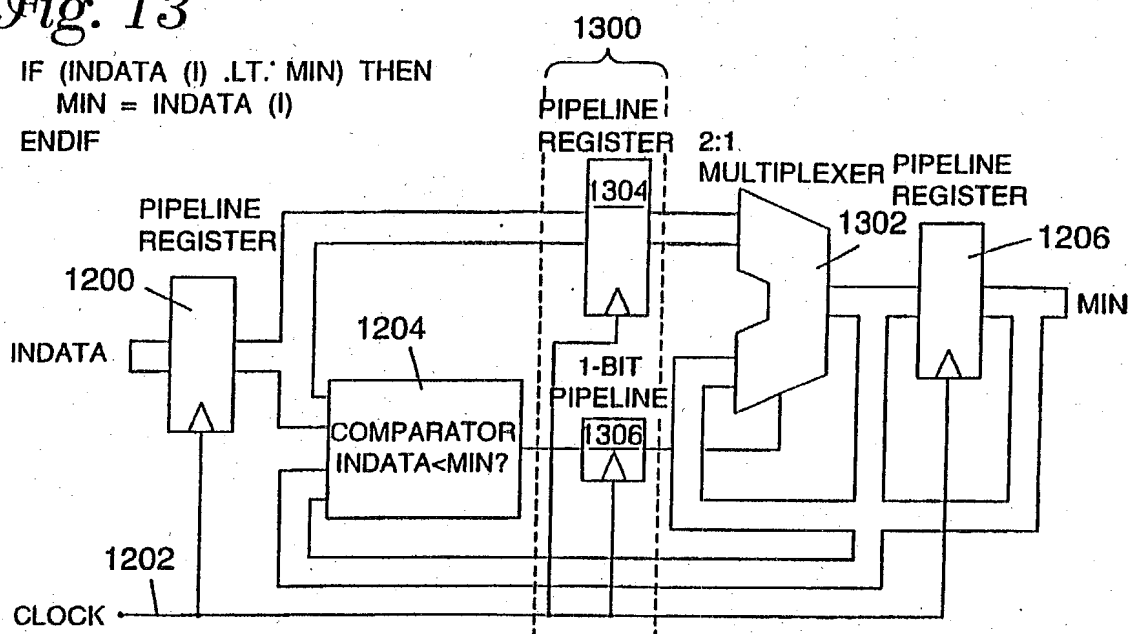 Fig. 13
IF (INDATA (I) .LT. MIN) THEN
MIN = INDATA (I)
ENDIF
1300
PIPELINE
REGISTER
1304
2:1
MULTIPLEXER
1302
PIPELINE
REGISTER
1206
MIN
PIPELINE
REGISTER
1200
INDATA
1204
COMPARATOR
INDATA<MIN?
1-BIT
PIPELINE
1306
1202
CLOCK